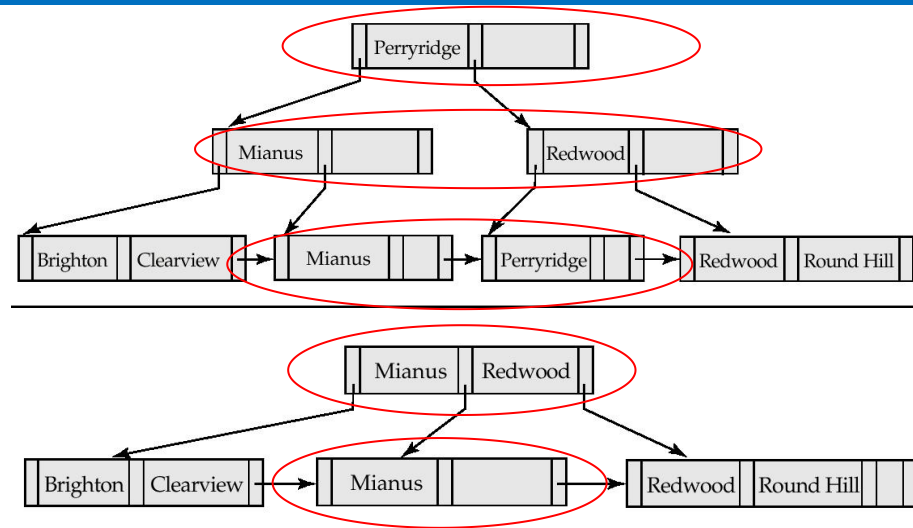 Perryridge
Mianus Redwood
Brighton Clearview Mianus Perryridge Redwood Round Hill
Mianus Redwood
Brighton Clearview Mianus Redwood Round Hill